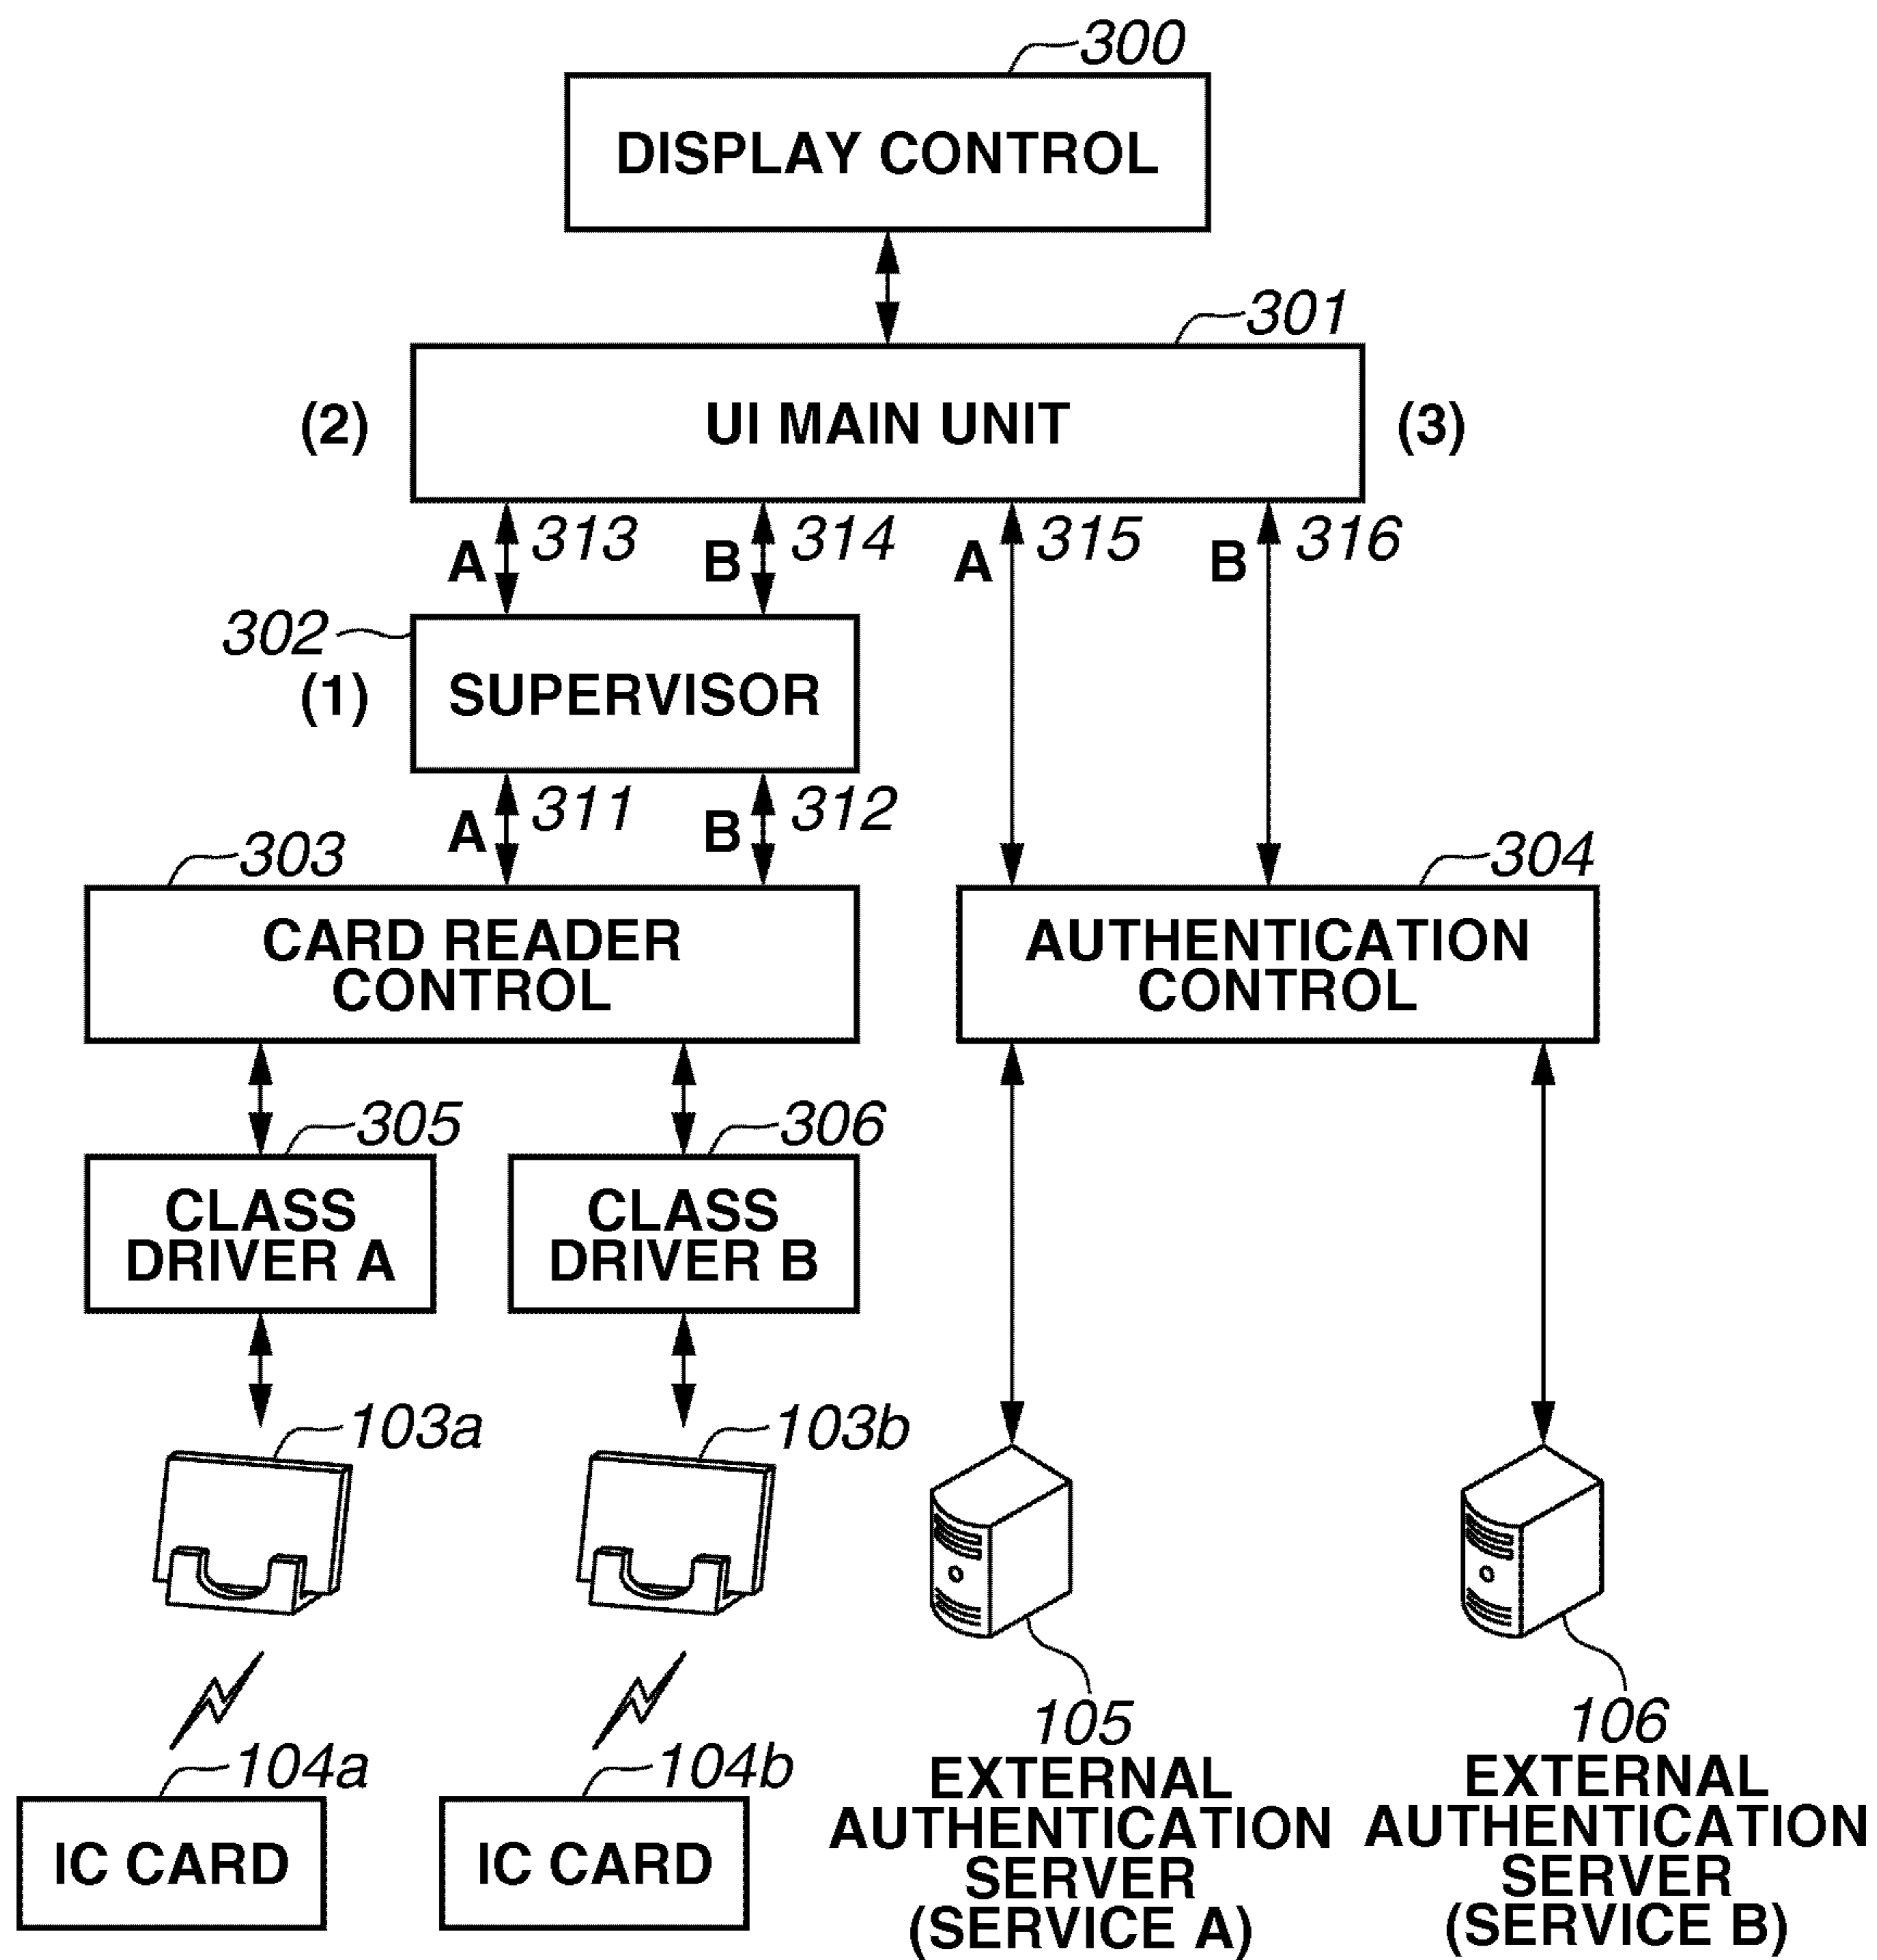 300
DISPLAY CONTROL
301
(2)
UI MAIN UNIT
(3)
A
313
B
314
A
315
B
316
302
(1)
SUPERVISOR
A
311
B
312
303
CARD READER
CONTROL
304
AUTHENTICATION
CONTROL
305
CLASS
DRIVER A
306
CLASS
DRIVER B
103a
103b
104a
IC CARD
104b
IC CARD
105
EXTERNAL
AUTHENTICATION
SERVER
(SERVICE A)
106
EXTERNAL
AUTHENTICATION
SERVER
(SERVICE B)